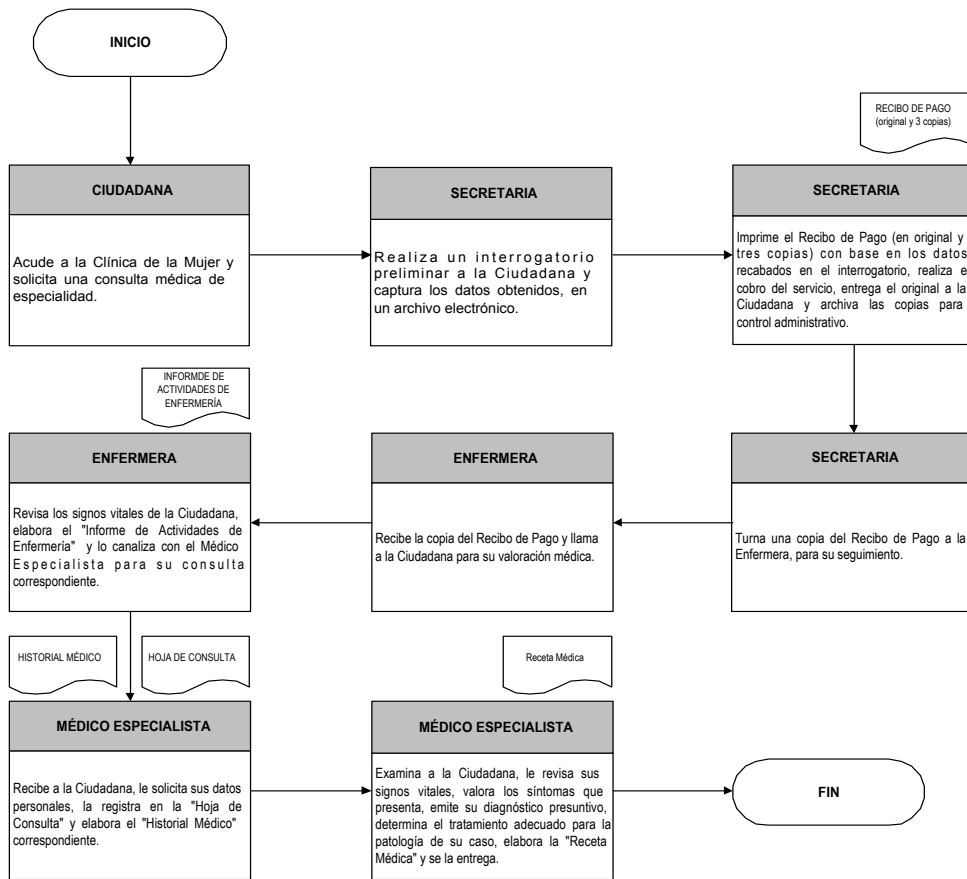 INICIO
RECIBO DE PAGO
(original y 3 copias)
CIUDADANA
Acude a la Clínica de la Mujer y
solicita una consulta médica de
especialidad.
SECRETARIA
Realiza un interrogatorio
preliminar a la Ciudadana y
captura los datos obtenidos, en
un archivo electrónico.
SECRETARIA
Imprime el Recibo de Pago (en original y
tres copias) con base en los datos
recabados en el interrogatorio, realiza e
cobro del servicio, entrega el original a la
Ciudadana y archiva las copias para
control administrativo.
SECRETARIA
Turna una copia del Recibo de Pago a la
Enfermera, para su seguimiento.
ENFERMERA
Recibe la copia del Recibo de Pago y llama
a la Ciudadana para su valoración médica.
INFORMDE DE
ACTIVIDADES DE
ENFERMERÍA
ENFERMERA
Revisa los signos vitales de la Ciudadana,
elabora el "Informe de Actividades de
Enfermería" y lo canaliza con el Médico
Especialista para su consulta
correspondiente.
HISTORIAL MÉDICO
HOJA DE CONSULTA
MÉDICO ESPECIALISTA
Recibe a la Ciudadana, le solicita sus datos
personales, la registra en la "Hoja de
Consulta" y elabora el "Historial Médico"
correspondiente.
Receta Médica
MÉDICO ESPECIALISTA
Examina a la Ciudadana, le revisa sus
signos vitales, valora los síntomas que
presenta, emite su diagnóstico presuntivo,
determina el tratamiento adecuado para la
patología de su caso, elabora la "Receta
Médica" y se la entrega.
FIN